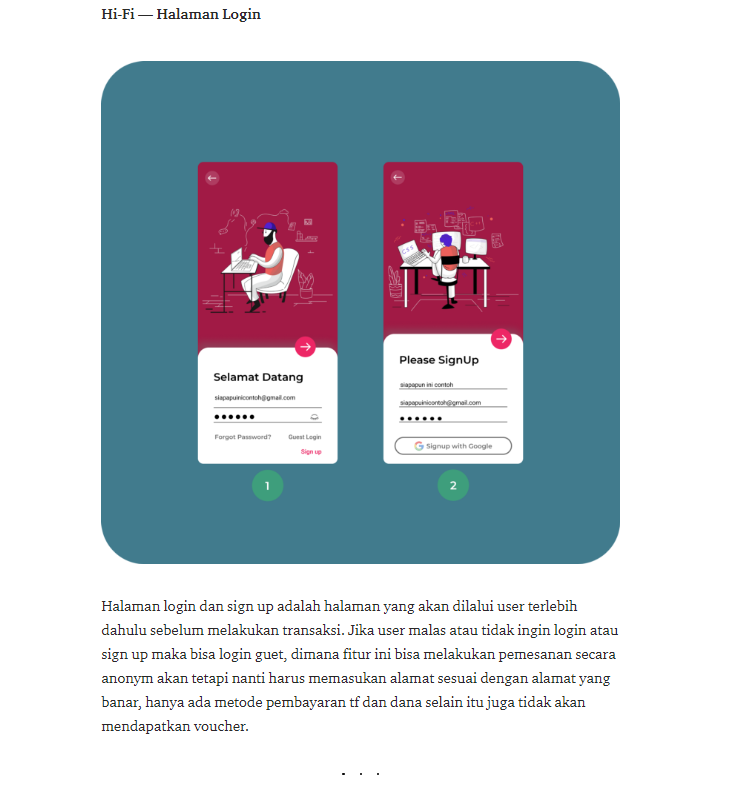 Hi-Fi — Halaman Login
CSS
Selamat Datang
siapapuinicontoh@gmail.com
Forgot Password?
Guest Login
Sign up
1
Please SignUp
siapapun ini contoh
siapapuinicontoh@gmail.com
Signup with Google
2
Halaman login dan sign up adalah halaman yang akan dilalui user terlebih
dahulu sebelum melakukan transaksi. Jika user malas atau tidak ingin login atau
sign up maka bisa login guet, dimana fitur ini bisa melakukan pemesanan secara
anonym akan tetapi nanti harus memasukan alamat sesuai dengan alamat yang
banar, hanya ada metode pembayaran tf dan dana selain itu juga tidak akan
mendapatkan voucher.